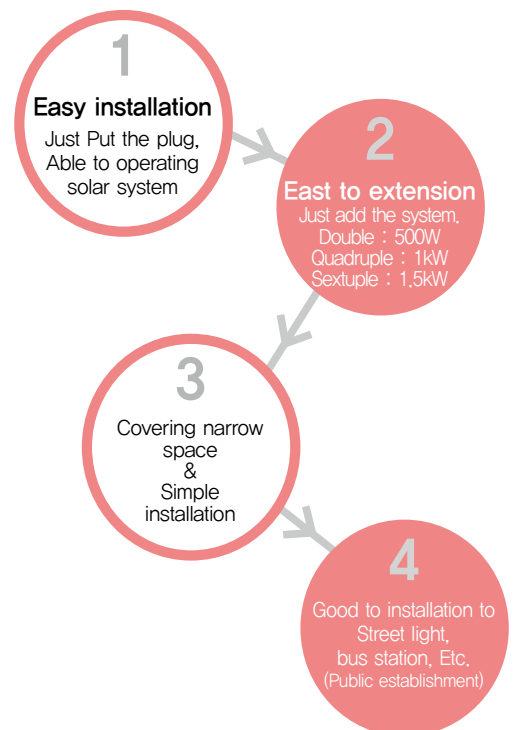 1
Easy installation
Just Put the plug,
Able to operating
solar system
2
East to extension
Just add the system.
Double : 500W
Quadruple : 1kW
Sextuple : 1.5kW
3
Covering narrow
space
&
Simple
installation
4
Good to installation to
Street light,
bus station, Etc.
(Public establishment)